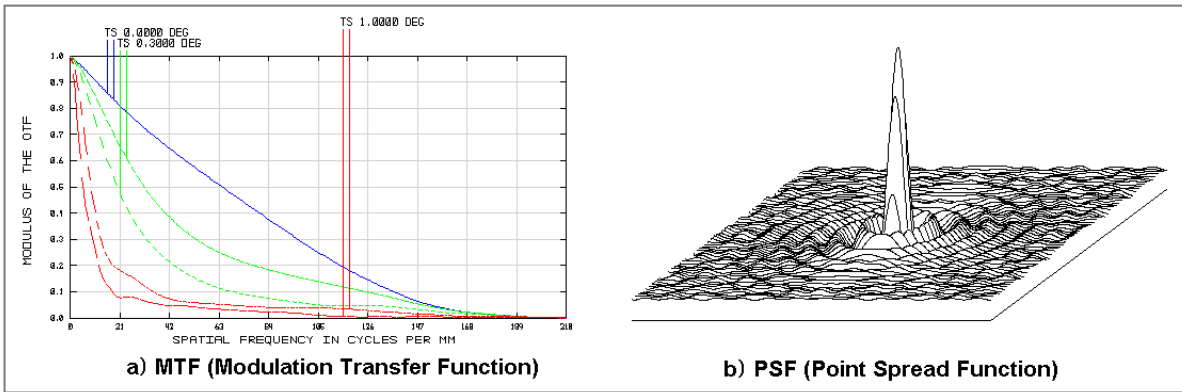 TS 0.0000 DEG
TS 0.3000 DEG
TS 1.0000 DEG
1.0
0.9
0.8
0.7
0.6
0.5
0.4
0.3
0.2
0.1
0.0
MODULUS OF THE OTF
0 21 42 63 84 105 126 147 168 189 210
SPATIAL FREQUENCY IN CYCLES PER MM
a) MTF (Modulation Transfer Function)
b) PSF (Point Spread Function)